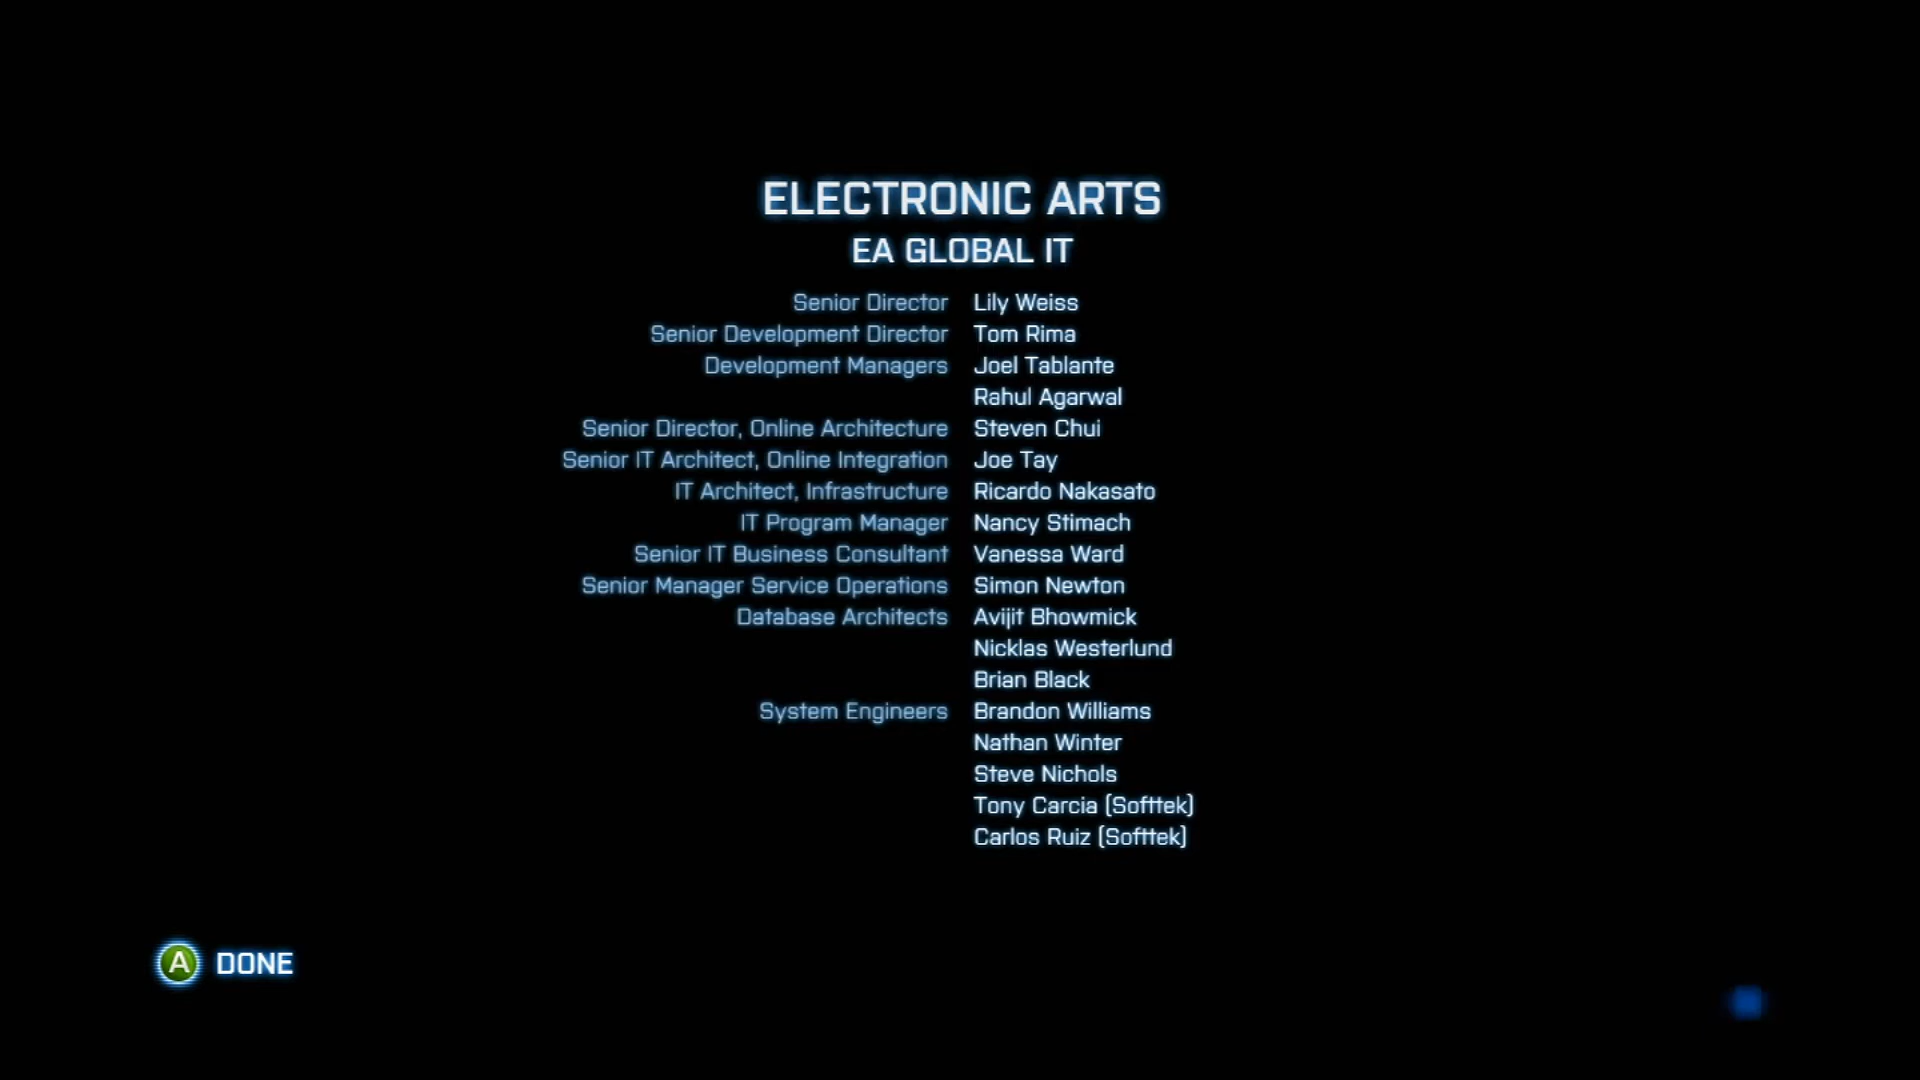 ELECTRONIC ARTS
EA GLOBAL IT
Senior Director Lily Weiss
Senior Development Director Tom Rima
Development Managers Joel Tablante
Rahul Agarwal
Senior Director, Online Architecture Steven Chui
Senior IT Architect, Online Integration Joe Tay
IT Architect, Infrastructure Ricardo Nakasato
IT Program Manager Nancy Stimach
Senior IT Business Consultant Vanessa Ward
Senior Manager Service Operations Simon Newton
Database Architects Avijit Bhowmick
Nicklas Westerlund
Brian Black
System Engineers Brandon Williams
Nathan Winter
Steve Nichols
Tony Carcia (Softtek)
Carlos Ruiz (Softtek)
A DONE